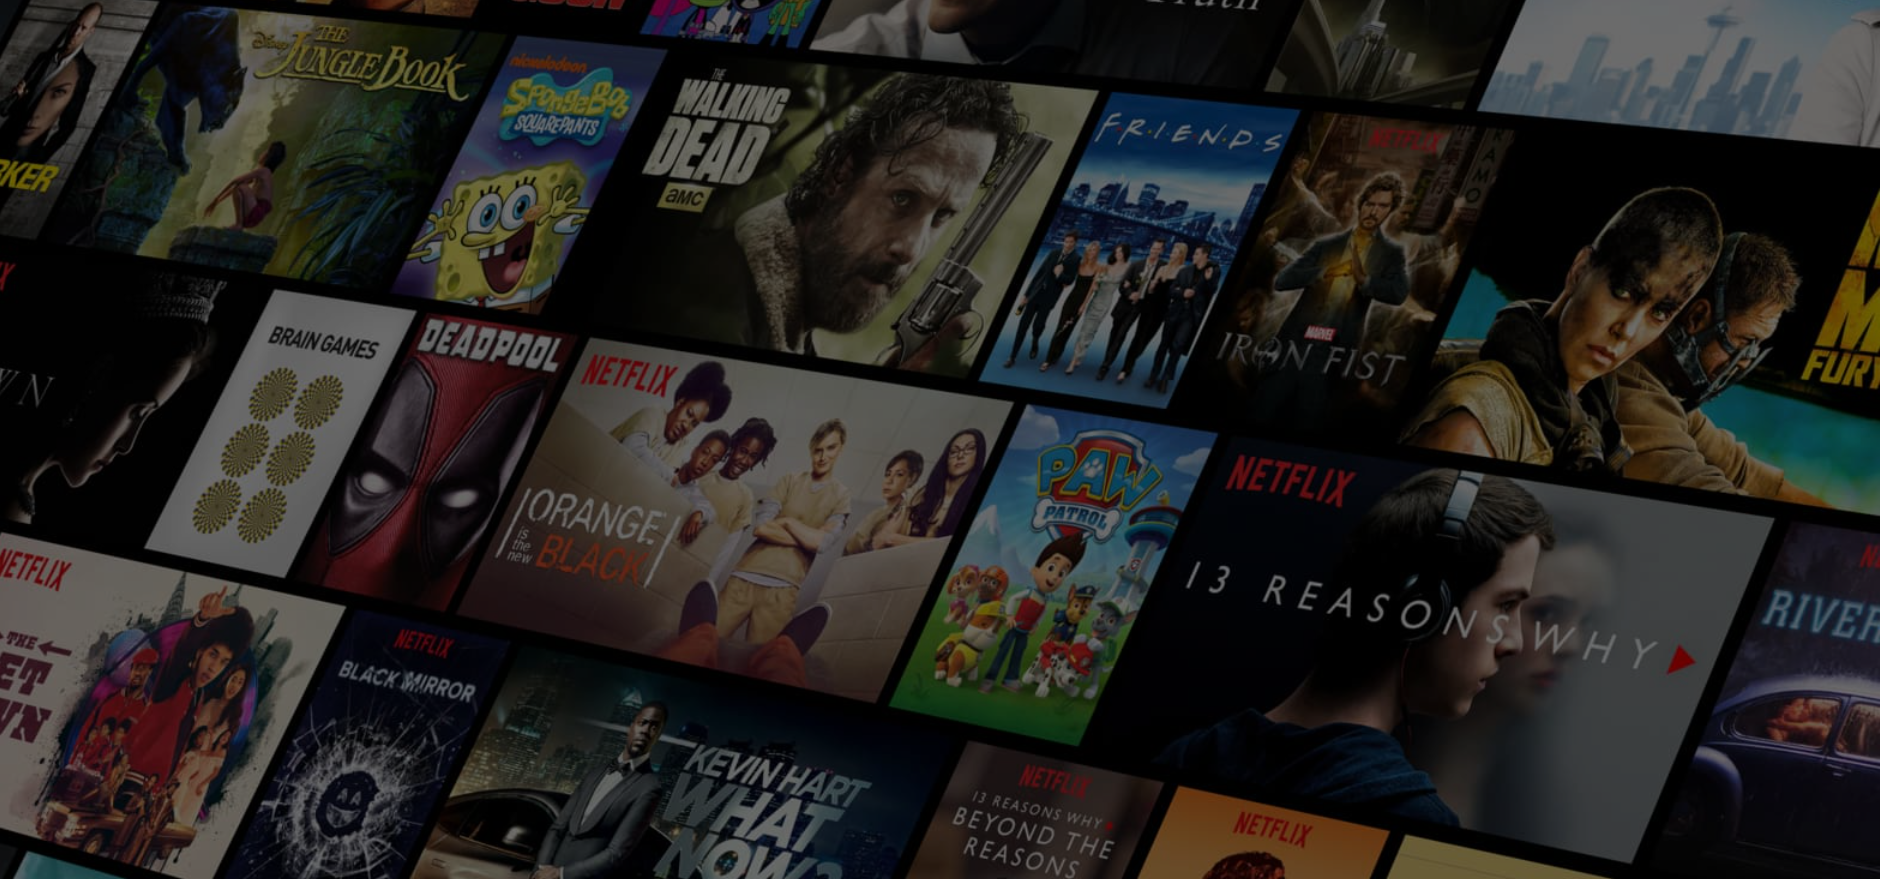 THE
Disney
JUNGLE BOOK
nickelodeon
SpongeBob
SQUAREPANTS
THE
WALKING
DEAD
aMC
F·R·I·E·N·D·S
NETFLIX
MARVEL
IRON FIST
FURY
BRAIN GAMES
DEADPOOL
NETFLIX
ORANGE
is
the
new
BLACK
PAW
PATROL
NETFLIX
13 REASONS WHY
RIVER
NETFLIX
THE
ET
WN
NETFLIX
BLACK MIRROR
KEVIN HART
WHAT
NOW?
NETFLIX
13 REASONS WHY
BEYOND THE
REASONS
NETFLIX